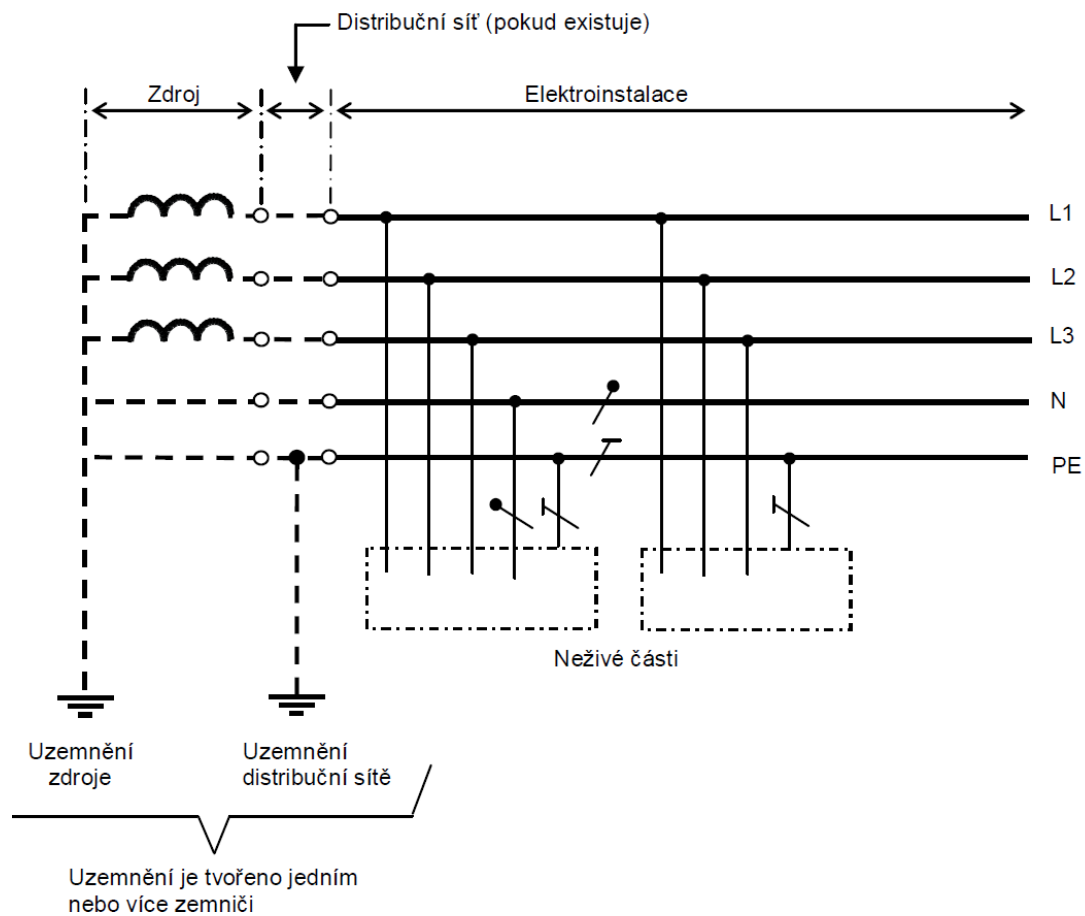 Distribuční síť (pokud existuje)
Zdroj
Elektroinstalace
L1
L2
L3
N
PE
Neživé části
Uzemnění
zdroje
Uzemnění
distribuční sítě
Uzemnění je tvořeno jedním
nebo více zemniči